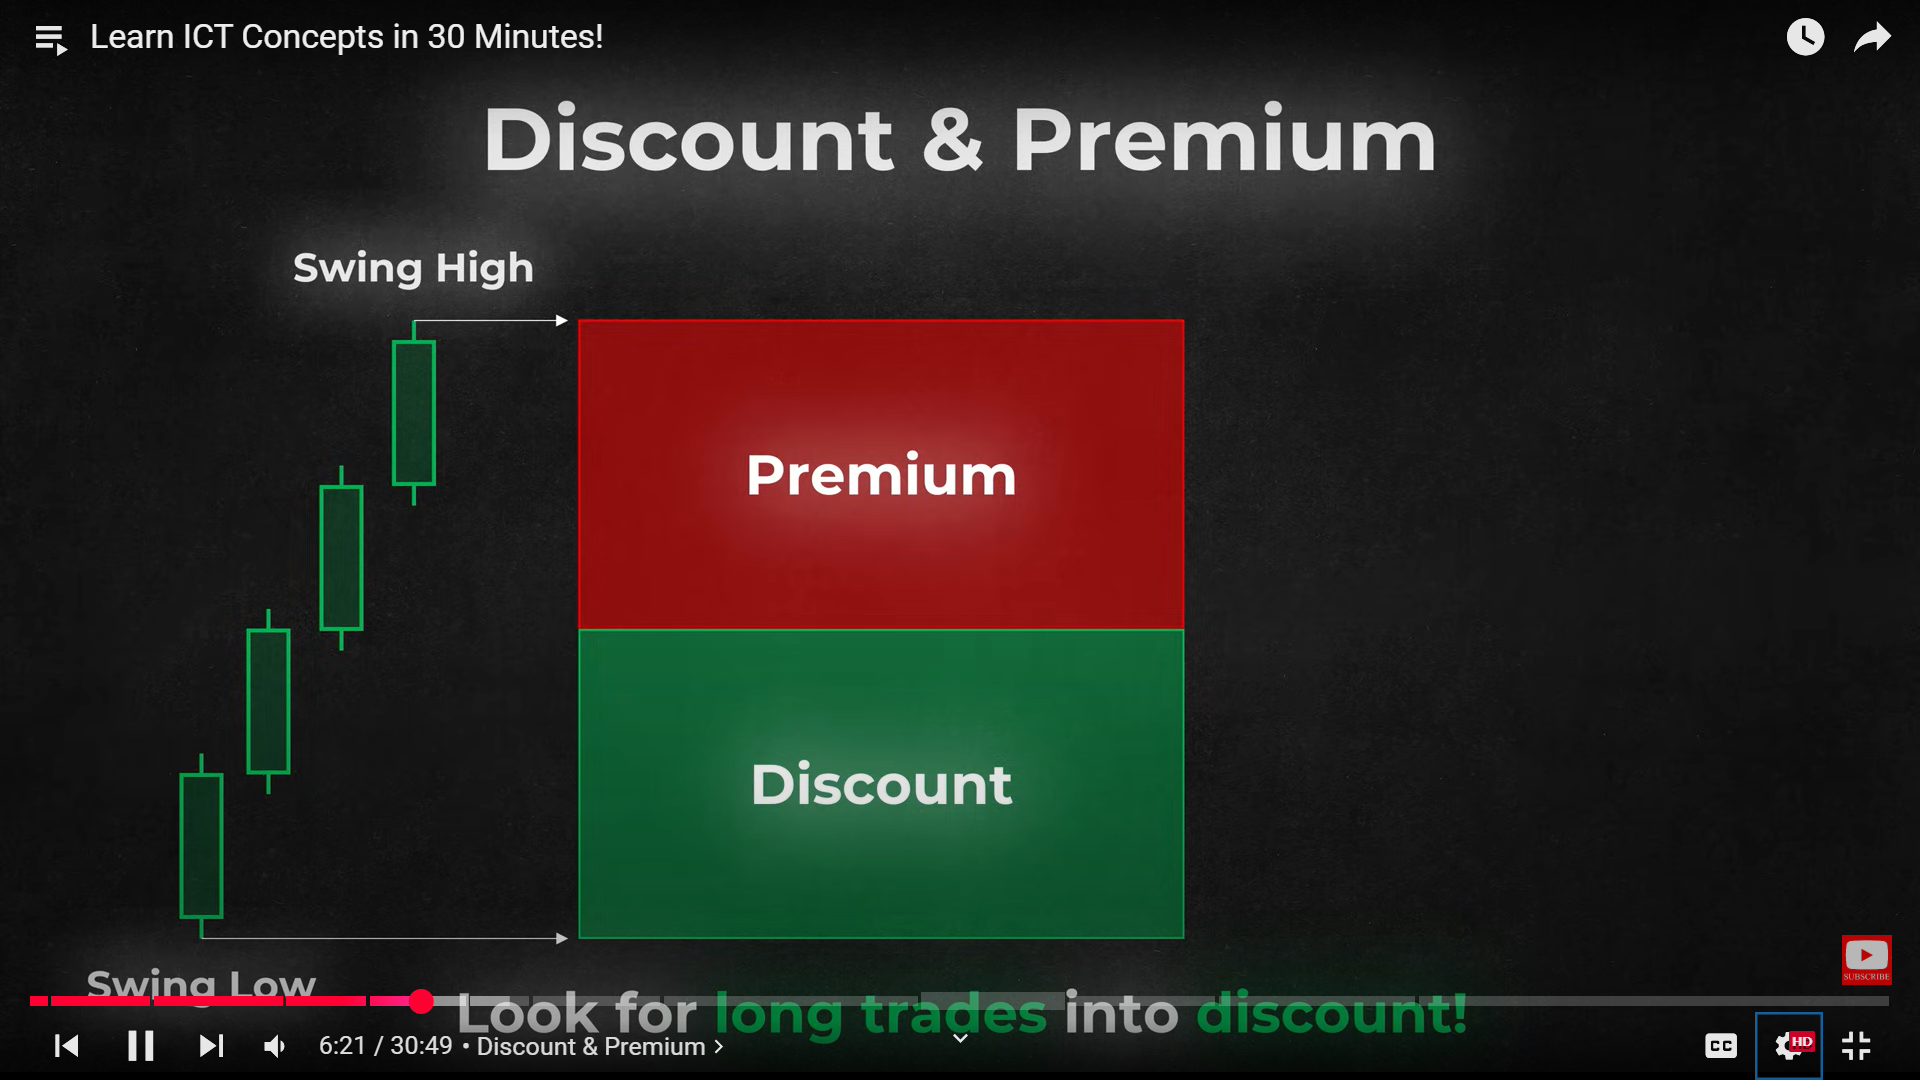 Learn ICT Concepts in 30 Minutes!
Discount & Premium
Swing High
Premium
Discount
Swing Low
SUBSCRIBE
Look for long trades into discount!
6:21 / 30:49 • Discount & Premium
CC
HD